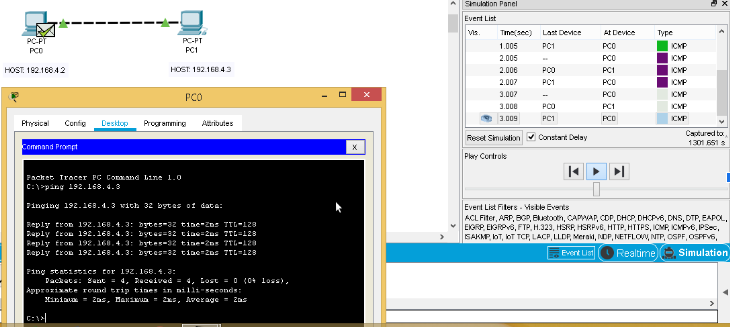 PC-PT
PC0
PC-PT
PC1
HOST: 192.168.4.2
HOST: 192.168.4.3
PC0
Physical
Config
Desktop
Programming
Attributes
Command Prompt
X
Packet Tracer PC Command Line 1.0
C:\>ping 192.168.4.3
Pinging 192.168.4.3 with 32 bytes of data:
Reply from 192.168.4.3: bytes=32 time=2ms TTL=128
Reply from 192.168.4.3: bytes=32 time=2ms TTL=128
Reply from 192.168.4.3: bytes=32 time=2ms TTL=128
Reply from 192.168.4.3: bytes=32 time=2ms TTL=128
Ping statistics for 192.168.4.3:
Packets: Sent = 4, Received = 4, Lost = 0 (0% loss),
Approximate round trip times in milli-seconds:
Minimum = 2ms, Maximum = 2ms, Average = 2ms
C:\>
Simulation Panel
Event List
Vis. Time(sec) Last Device At Device Type
1.005 PC1 PC0 ICMP
2.005 -- PC0 ICMP
2.006 PC0 PC1 ICMP
2.007 PC1 PC0 ICMP
3.007 -- PC0 ICMP
3.008 PC0 PC1 ICMP
3.009 PC1 PC0 ICMP
Reset Simulation
Constant Delay
Captured to:
1301.651 s
Play Controls
Event List Filters - Visible Events
ACL Filter, ARP, BGP, Bluetooth, CAPWAP, CDP, DHCP, DHCPv6, DNS, DTP, EAPOL,
EIGRP, EIGRPv6, FTP, H.323, HSRP, HSRPv6, HTTP, HTTPS, ICMP, ICMPv6, IPSec,
ISAKMP, IoT, IoT TCP, LACP, LLDP, Meraki, NDP, NETFLOW, NTP, OSPF, OSPFv6,
Event List
Realtime
Simulation